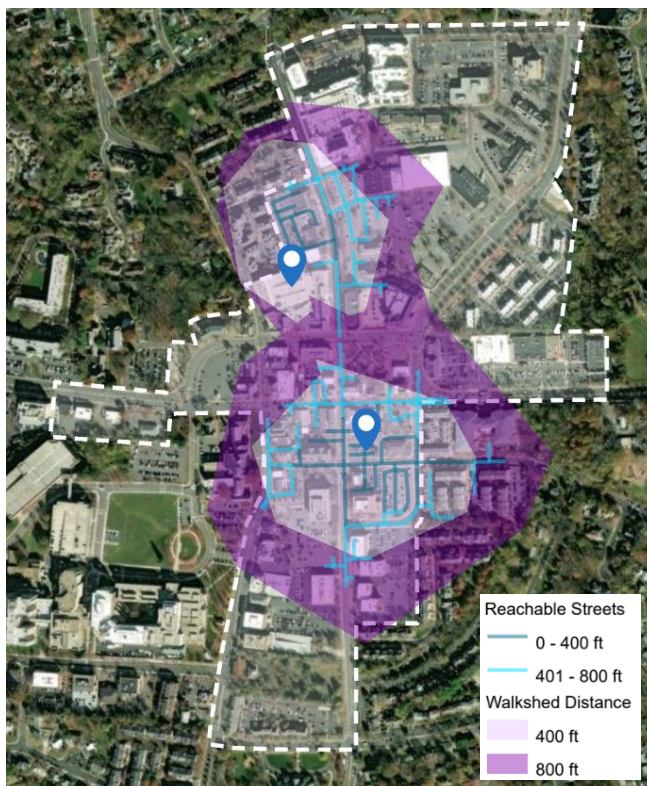 Reachable Streets
0 - 400 ft
401 - 800 ft
Walkshed Distance
400 ft
800 ft